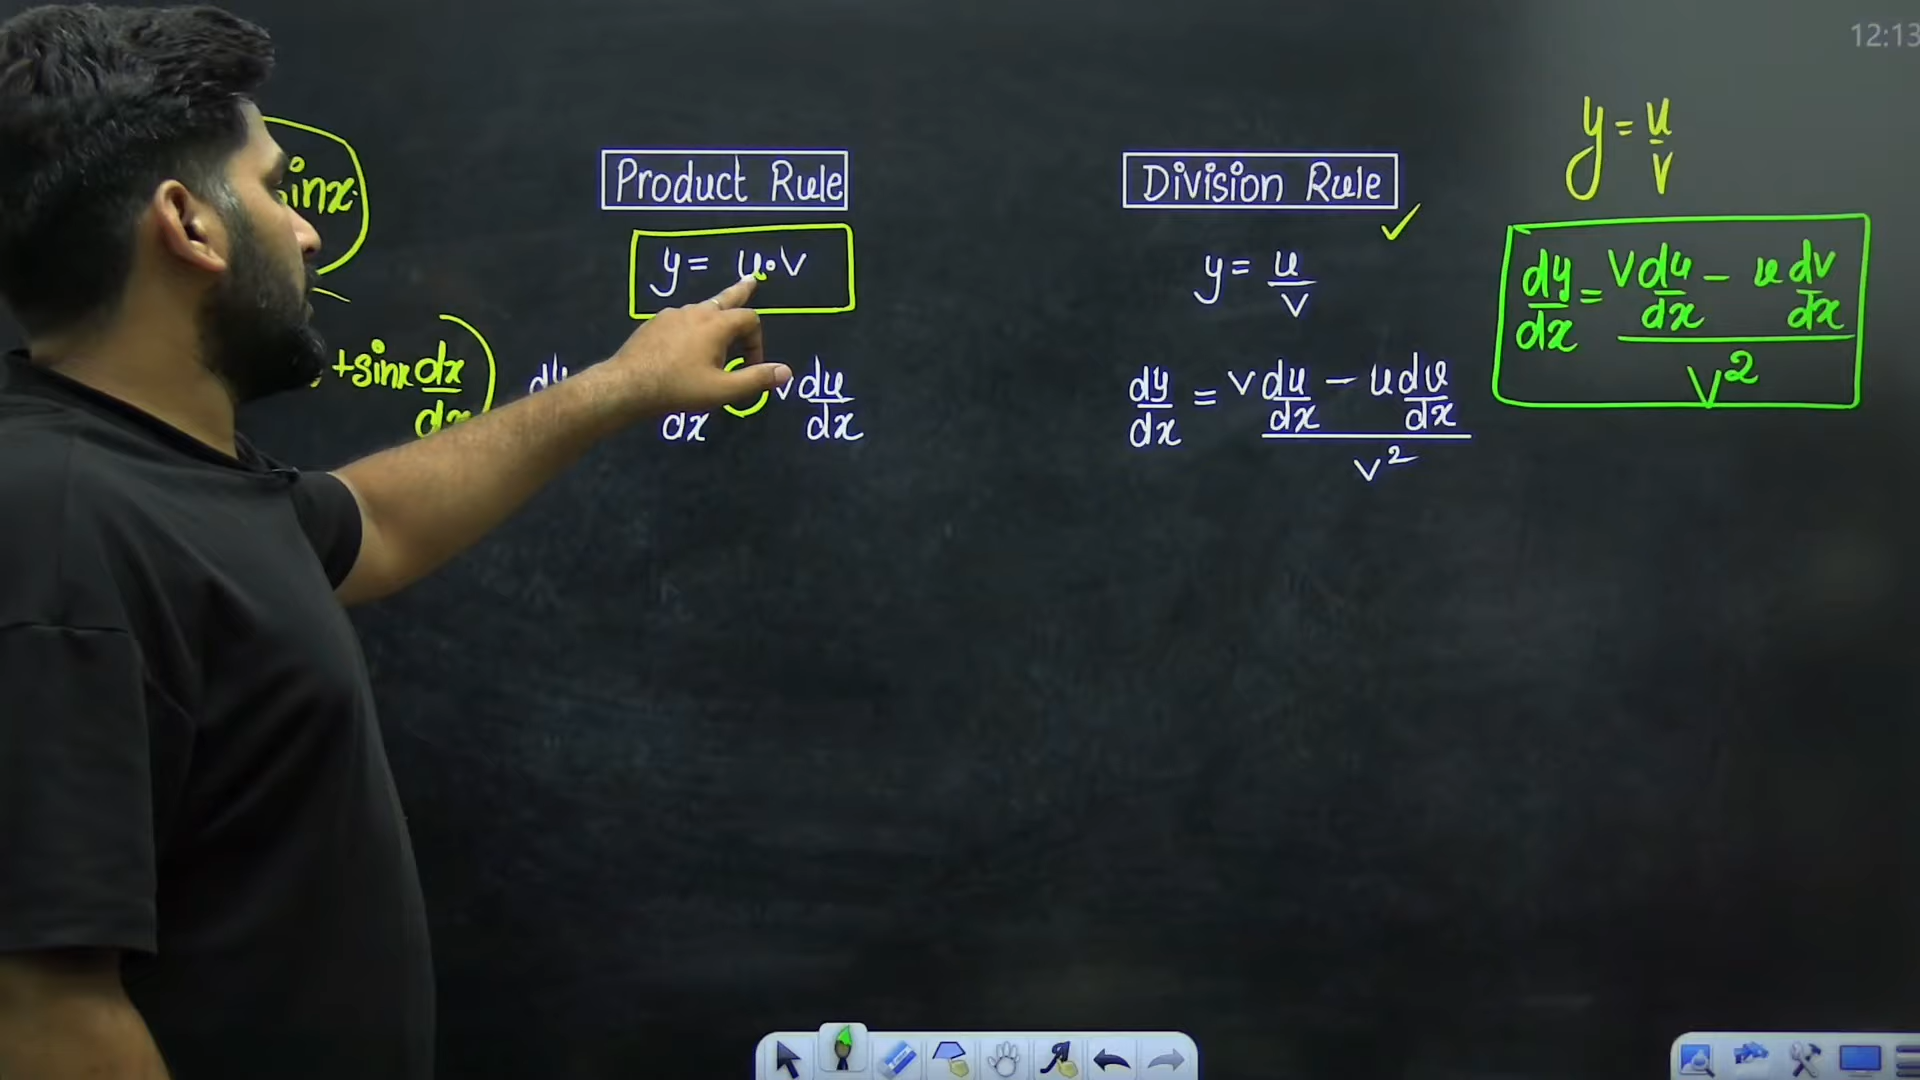 12:13
Product Rule
y = u·v
v du/dx
dx
+sinx dx/dx
Division Rule
y = u/v
dy/dx = (v du/dx - u dv/dx)/v²
y = u/v
dy/dx = (v du/dx - u dv/dx)/v²